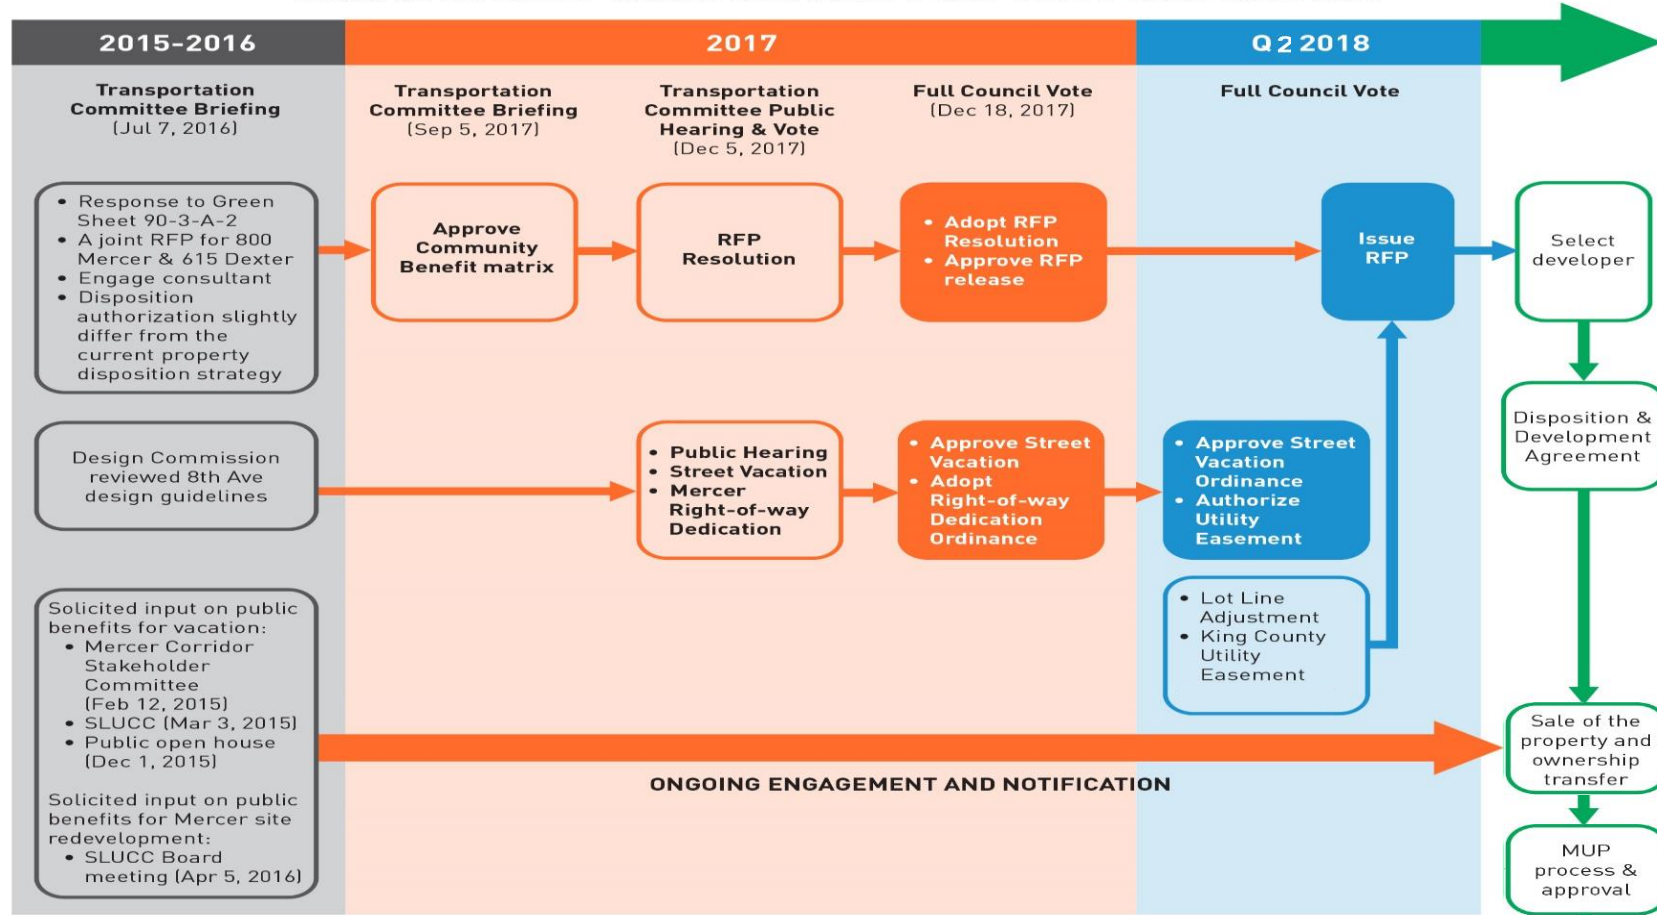 2015-2016
2017
Q2 2018
Transportation
Committee Briefing
(Jul 7, 2016)
Transportation
Committee Briefing
(Sep 5, 2017)
Transportation
Committee Public
Hearing & Vote
(Dec 5, 2017)
Full Council Vote
(Dec 18, 2017)
Full Council Vote
• Response to Green
Sheet 90-3-A-2
• A joint RFP for 800
Mercer & 615 Dexter
• Engage consultant
• Disposition
authorization slightly
differ from the
current property
disposition strategy
Approve
Community
Benefit matrix
RFP
Resolution
• Adopt RFP
Resolution
• Approve RFP
release
Issue
RFP
Select
developer
Disposition &
Development
Agreement
Design Commission
reviewed 8th Ave
design guidelines
• Public Hearing
• Street Vacation
• Mercer
Right-of-way
Dedication
• Approve Street
Vacation
• Adopt
Right-of-way
Dedication
Ordinance
• Approve Street
Vacation
Ordinance
• Authorize
Utility
Easement
• Lot Line
Adjustment
• King County
Utility
Easement
Solicited input on public
benefits for vacation:
• Mercer Corridor
Stakeholder
Committee
(Feb 12, 2015)
• SLUCC (Mar 3, 2015)
• Public open house
(Dec 1, 2015)
Solicited input on public
benefits for Mercer site
redevelopment:
• SLUCC Board
meeting (Apr 5, 2016)
ONGOING ENGAGEMENT AND NOTIFICATION
Sale of the
property and
ownership
transfer
MUP
process &
approval